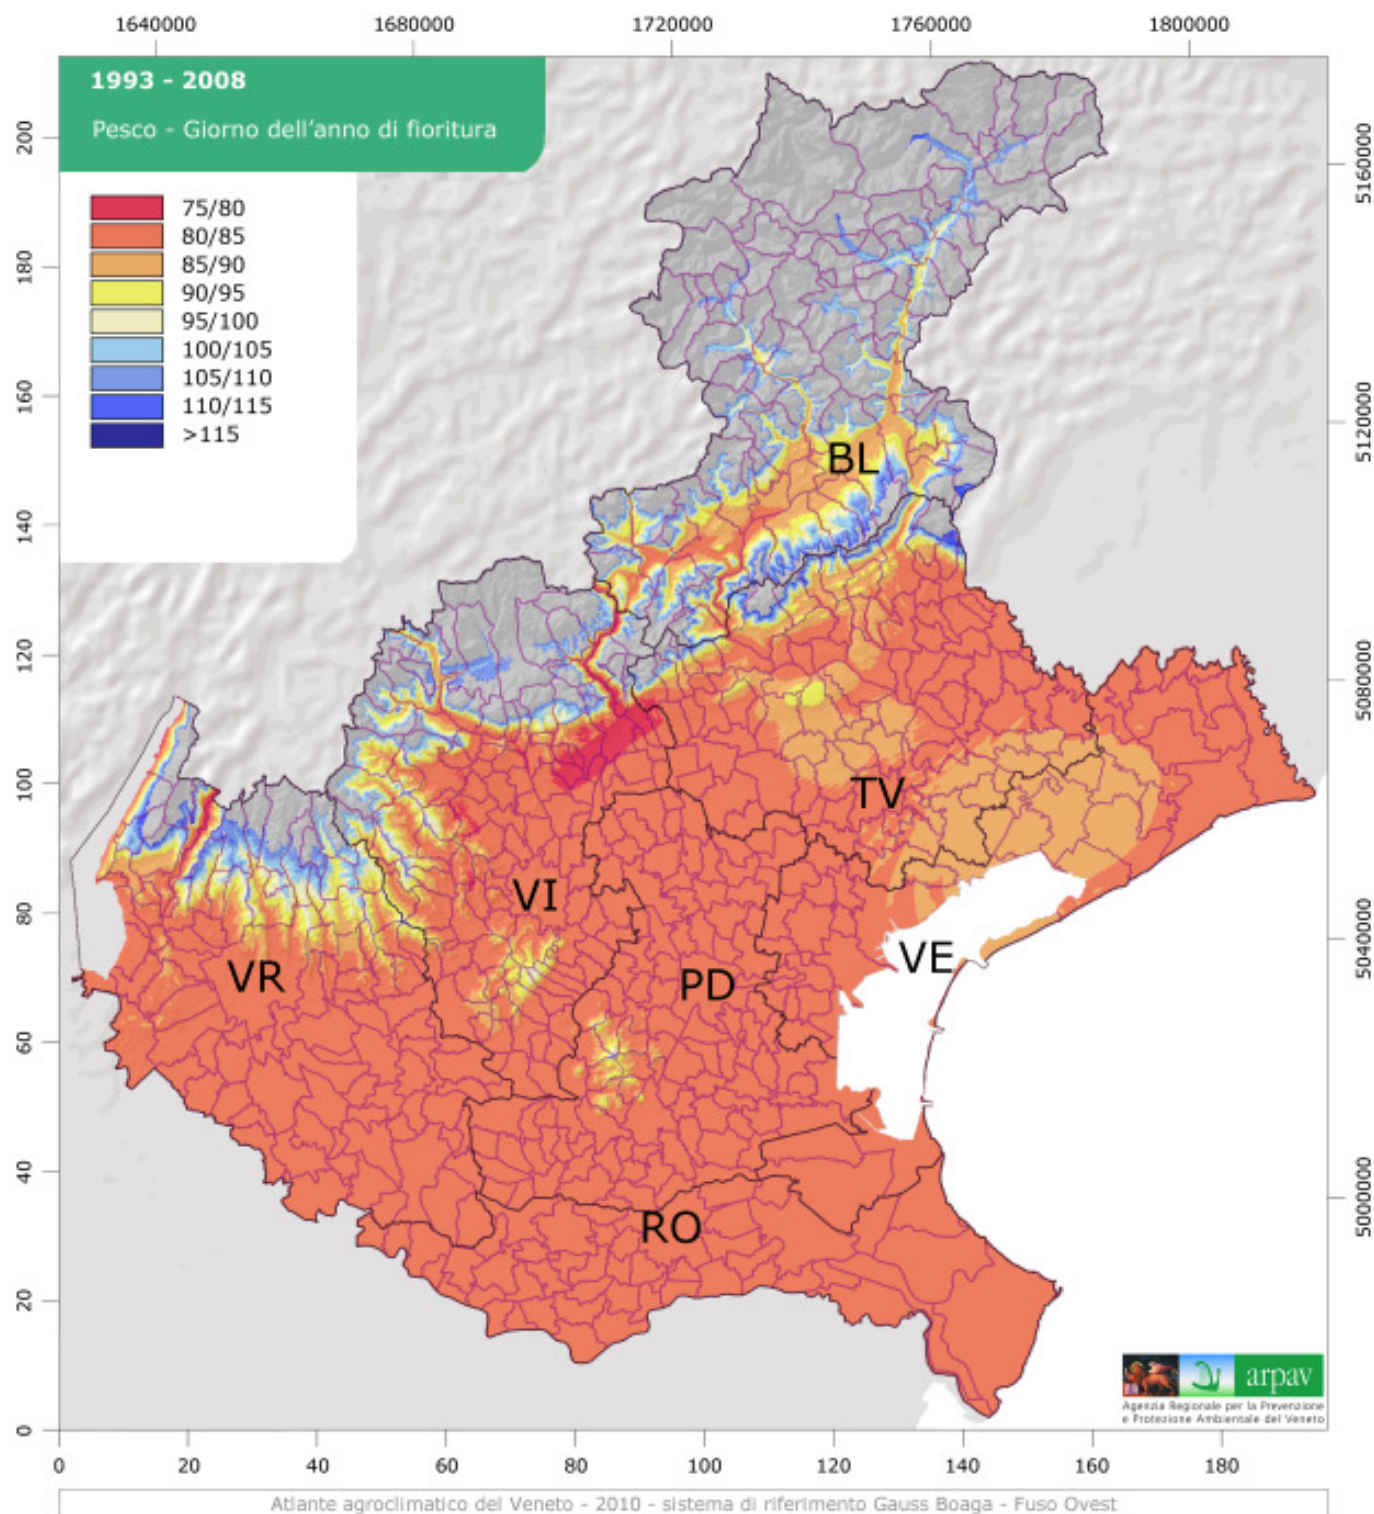 1640000 1680000 1720000 1760000 1800000
1993 - 2008
Pesco - Giorno dell'anno di fioritura
75/80
80/85
85/90
90/95
95/100
100/105
105/110
110/115
>115
200
180
160
140
120
100
80
60
40
20
0
5160000
5120000
5080000
5040000
5000000
BL
TV
VI
VE
VR
PD
RO
arpav
Agenzia Regionale per la Prevenzione
e Protezione Ambientale del Veneto
0 20 40 60 80 100 120 140 160 180
Atlante agroclimatico del Veneto - 2010 - sistema di riferimento Gauss Boaga - Fuso Ovest